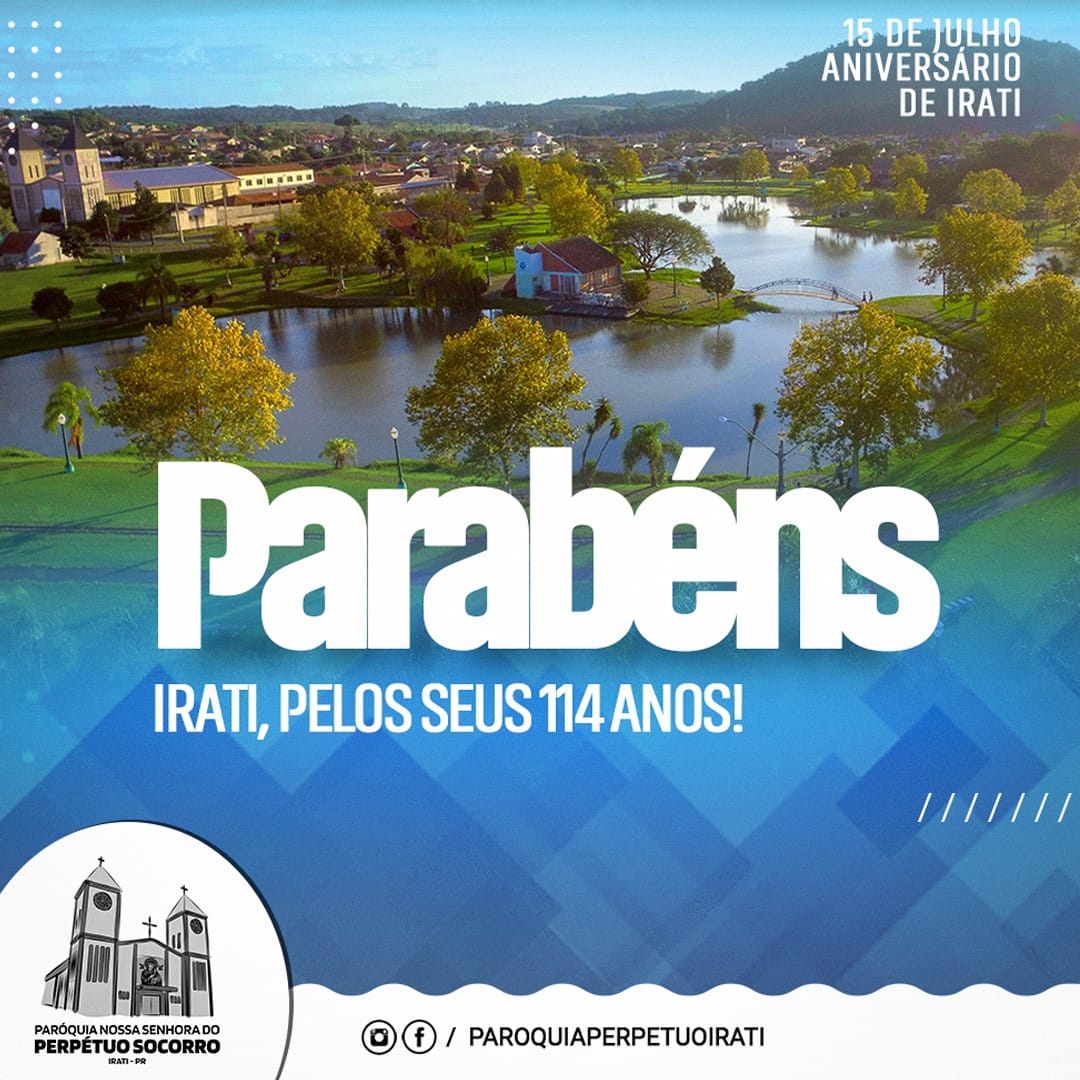 15 DE JULHO
ANIVERSÁRIO
DE IRATI
Parabéns
IRATI, PELOS SEUS 114 ANOS!
PARÓQUIA NOSSA SENHORA DO
PERPÉTUO SOCORRO
IRATI - PR
/ PAROQUIAPERPETUOIRATI